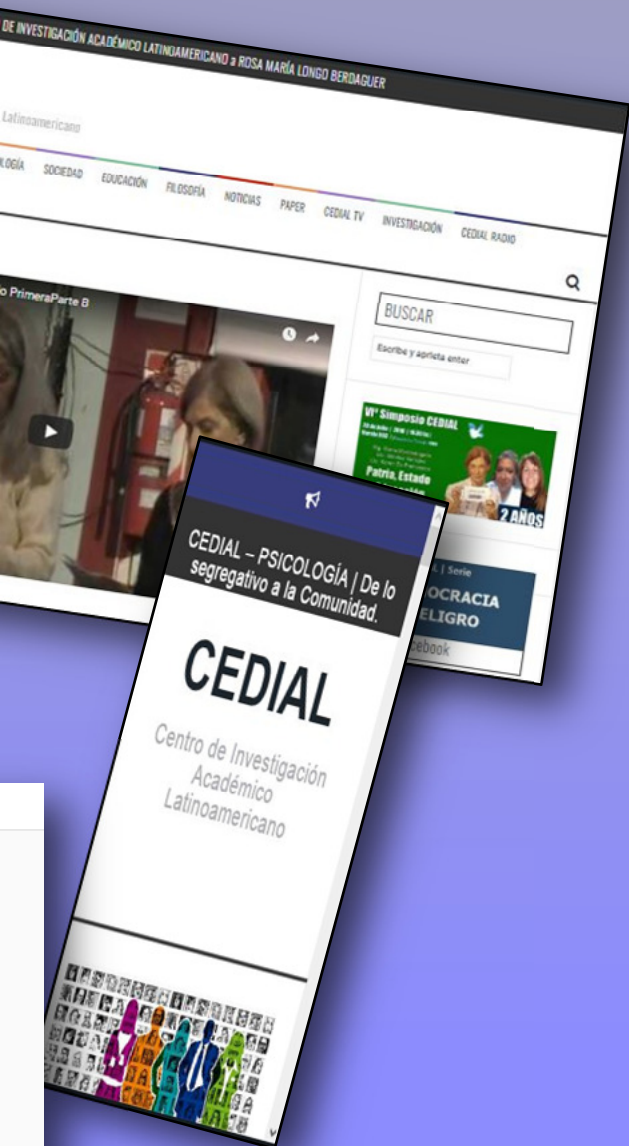 DE INVESTIGACIÓN ACADÉMICO LATINOAMERICANO a ROSA MARÍA LONGO BERDAGUER
Latinoamericano
LOGÍA SOCIEDAD EDUCACIÓN FILOSOFÍA NOTICIAS PAPER CEDIAL TV INVESTIGACIÓN CEDIAL RADIO
PrimeraParte B
BUSCAR
Escribe y aprieta enter
VIº Simposio CEDIAL
Patria, Estado
2 AÑOS
L | Serie
OCRACIA
ELIGRO
cebook
CEDIAL – PSICOLOGÍA | De lo
segregativo a la Comunidad.
CEDIAL
Centro de Investigación
Académico
Latinoamericano